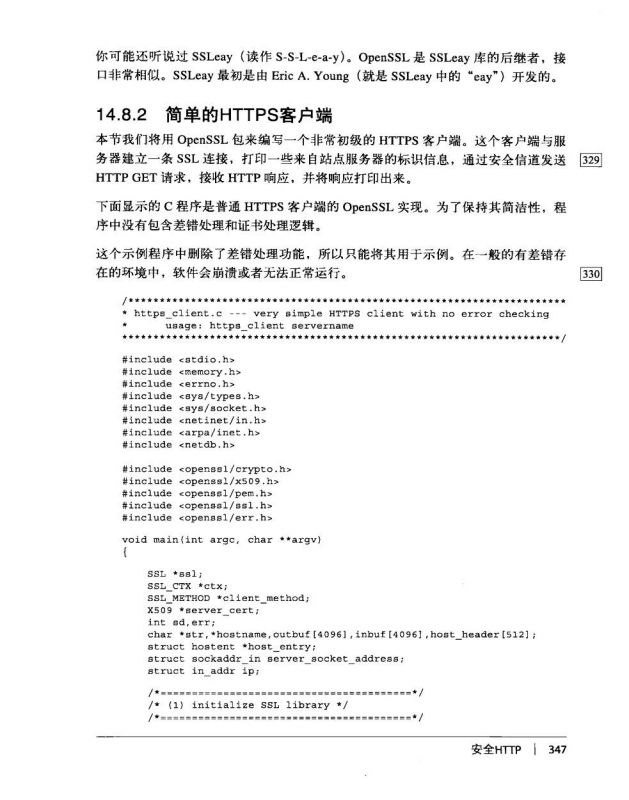 你可能还听说过 SSLeay（读作 S-S-L-e-a-y）。OpenSSL 是 SSLeay 库的后继者，接
口非常相似。SSLeay 最初是由 Eric A. Young（就是 SSLeay 中的“eay”）开发的。
14.8.2 简单的HTTPS客户端
本节我们将用 OpenSSL 包来编写一个非常初级的 HTTPS 客户端。这个客户端与服
务器建立一条 SSL 连接，打印一些来自站点服务器的标识信息，通过安全信道发送 329
HTTP GET 请求，接收 HTTP 响应，并将响应打印出来。
下面显示的 C 程序是普通 HTTPS 客户端的 OpenSSL 实现。为了保持其简洁性，程
序中没有包含差错处理和证书处理逻辑。
这个示例程序中删除了差错处理功能，所以只能将其用于示例。在一般的有差错存
在的环境中，软件会崩溃或者无法正常运行。 330
/**********************************************************************
* https_client.c --- very simple HTTPS client with no error checking
* usage: https_client servername
**********************************************************************/
#include <stdio.h>
#include <memory.h>
#include <errno.h>
#include <sys/types.h>
#include <sys/socket.h>
#include <netinet/in.h>
#include <arpa/inet.h>
#include <netdb.h>
#include <openssl/crypto.h>
#include <openssl/x509.h>
#include <openssl/pem.h>
#include <openssl/ssl.h>
#include <openssl/err.h>
void main(int argc, char **argv)
{
SSL *ssl;
SSL_CTX *ctx;
SSL_METHOD *client_method;
X509 *server_cert;
int sd,err;
char *str,*hostname,outbuf[4096],inbuf[4096],host_header[512];
struct hostent *host_entry;
struct sockaddr_in server_socket_address;
struct in_addr ip;
/*========================================*/
/* (1) initialize SSL library */
/*========================================*/
安全HTTP | 347